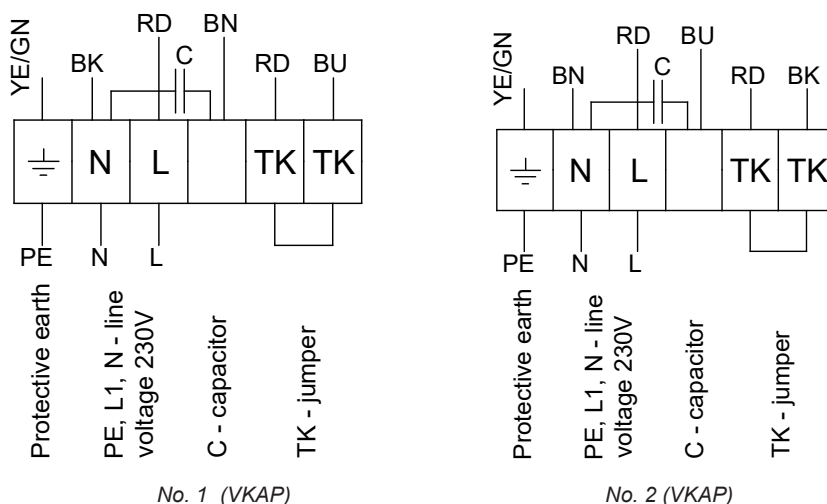 YE/GN
BK
RD
C
BN
RD
BU
N
L
TK
TK
PE
N
L
Protective earth
PE, L1, N - line
voltage 230V
C - capacitor
TK - jumper
No. 1 (VKAP)
YE/GN
BN
RD
C
BU
RD
BK
N
L
TK
TK
PE
N
L
Protective earth
PE, L1, N - line
voltage 230V
C - capacitor
TK - jumper
No. 2 (VKAP)